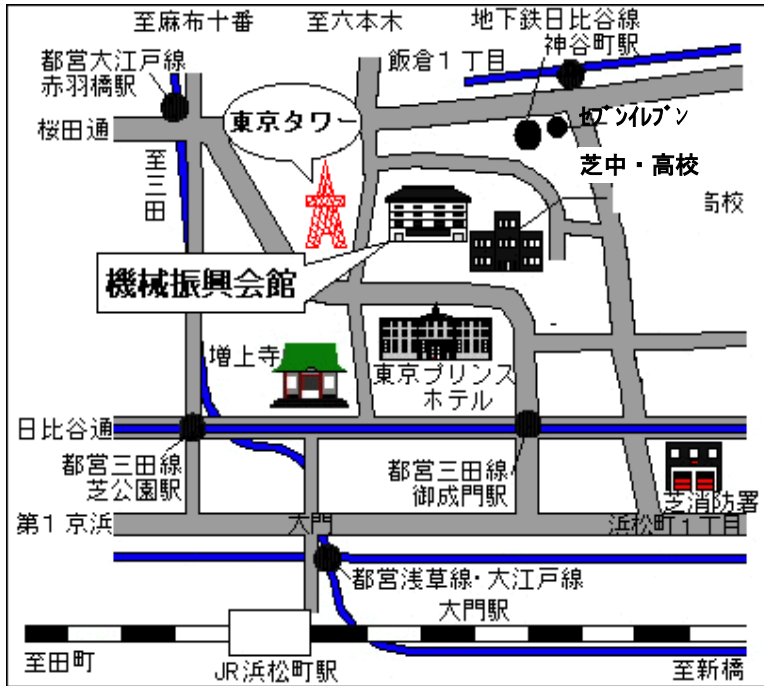 至麻布十番
至六本木
地下鉄日比谷線
神谷町駅
都営大江戸線
赤羽橋駅
飯倉1丁目
桜田通
東京タワー
ｾﾌﾞﾝｲﾚﾌﾞﾝ
至三田
芝中・高校
高校
機械振興会館
増上寺
東京プリンス
ホテル
日比谷通
都営三田線
芝公園駅
都営三田線
御成門駅
芝消防署
第1京浜
大門
浜松町1丁目
都営浅草線・大江戸線
大門駅
至田町
JR浜松町駅
至新橋